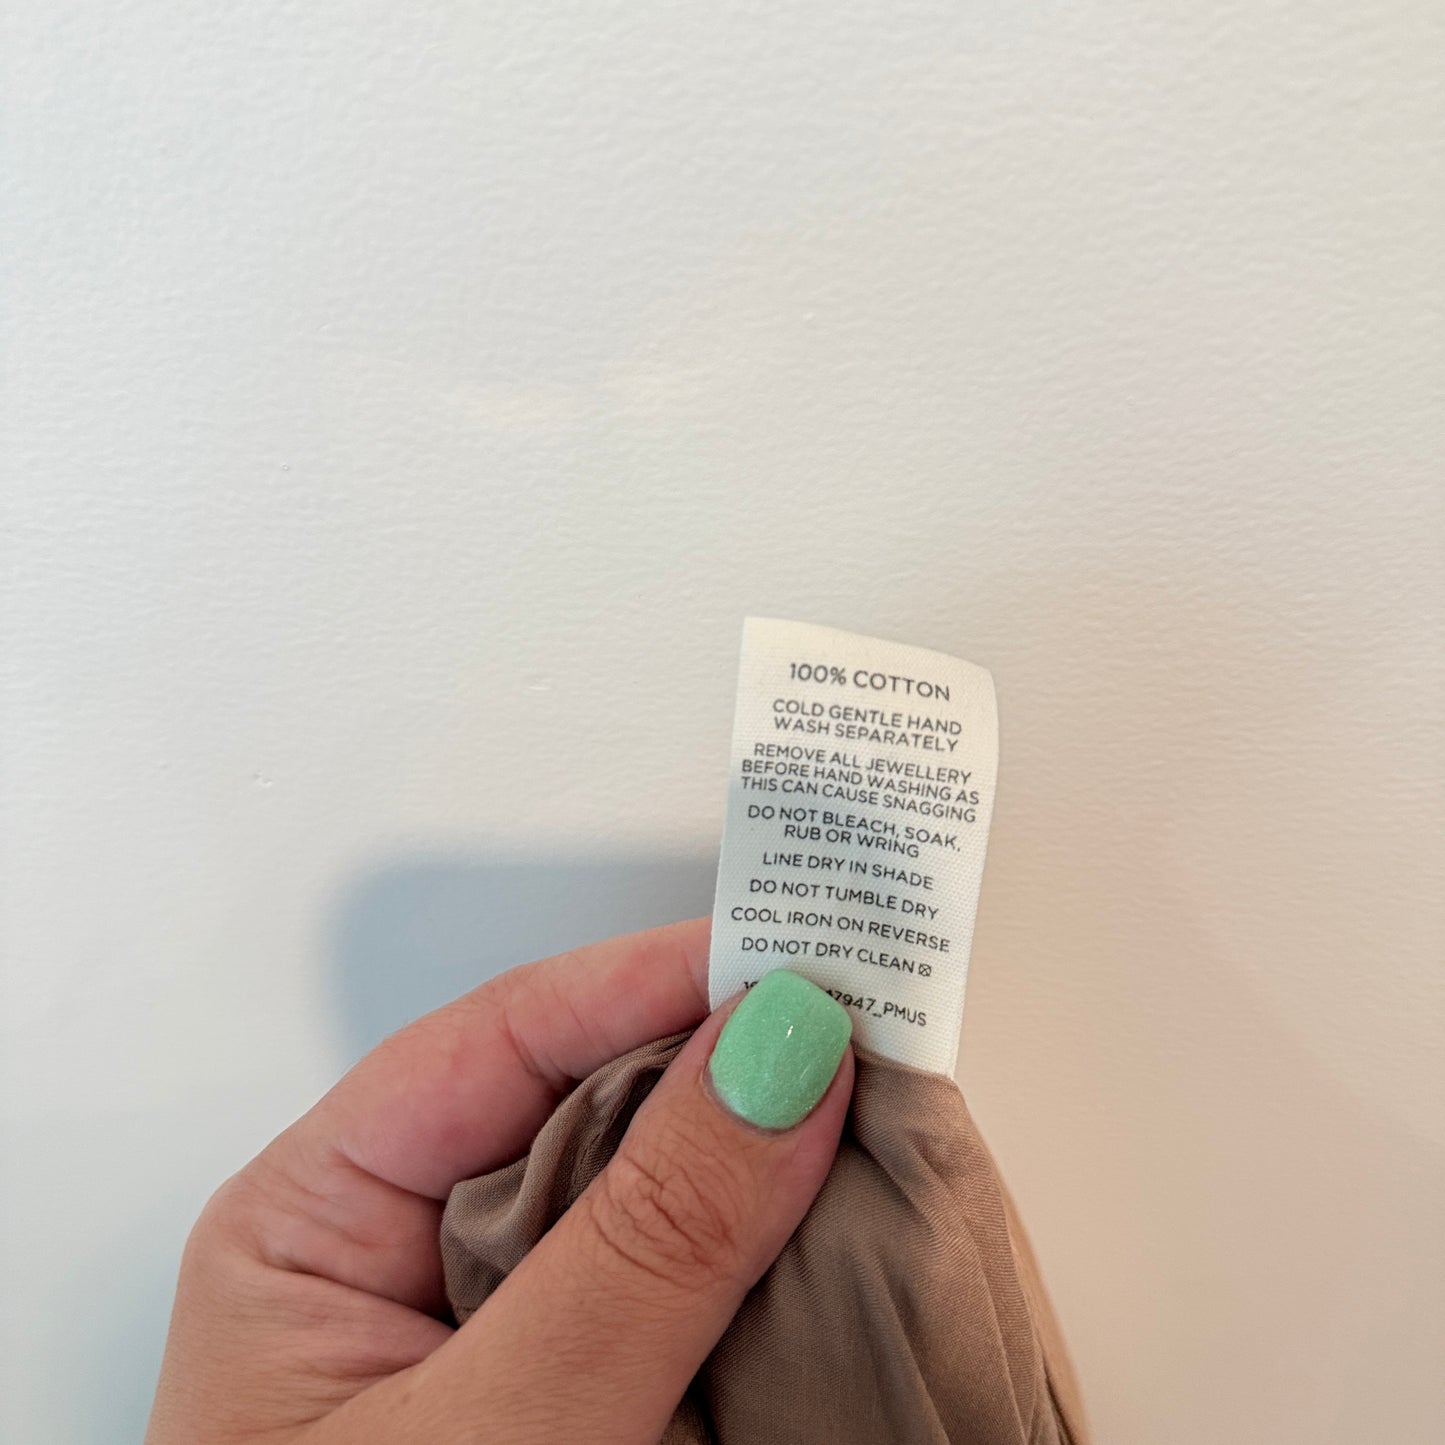 100% COTTON
COLD GENTLE HAND
WASH SEPARATELY
REMOVE ALL JEWELLERY
BEFORE HAND WASHING AS
THIS CAN CAUSE SNAGGING
DO NOT BLEACH, SOAK,
RUB OR WRING
LINE DRY IN SHADE
DO NOT TUMBLE DRY
COOL IRON ON REVERSE
DO NOT DRY CLEAN